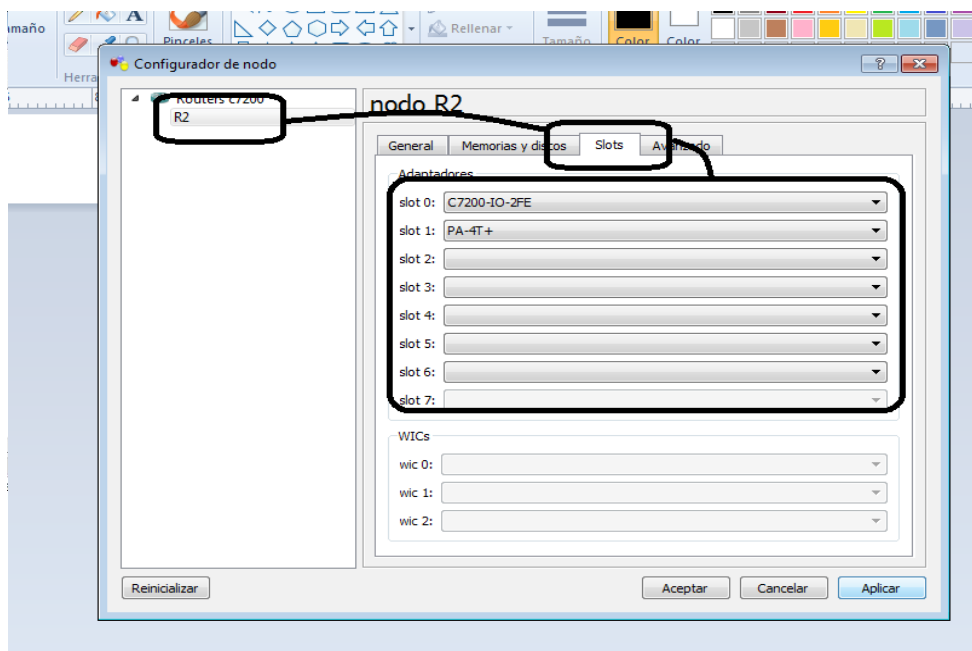 A
Rellenar
Pinceles
Tamaño
Color
Color
Herra
Configurador de nodo
Routers c7200
R2
nodo R2
General
Memorias y discos
Slots
Avanzado
Adaptadores
slot 0: C7200-IO-2FE
slot 1: PA-4T+
slot 2:
slot 3:
slot 4:
slot 5:
slot 6:
slot 7:
WICs
wic 0:
wic 1:
wic 2:
Reinicializar
Aceptar
Cancelar
Aplicar